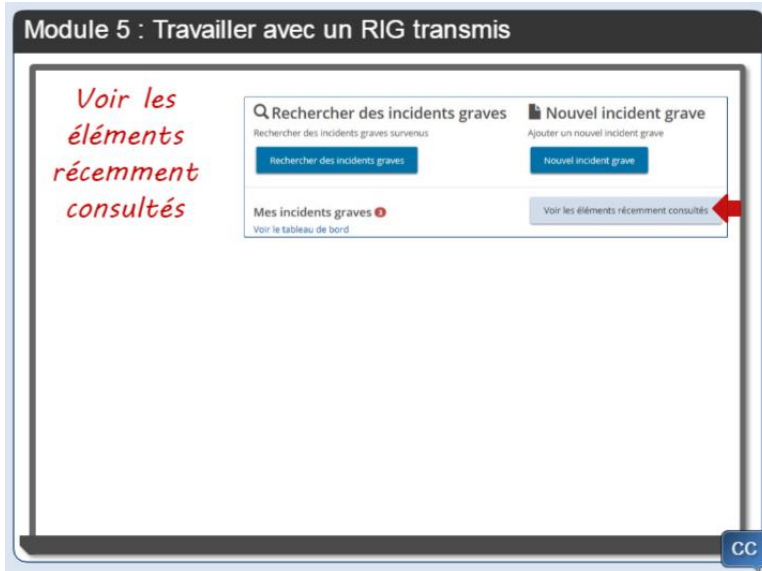 Module 5 : Travailler avec un RIG transmis
Voir les
éléments
récemment
consultés
Rechercher des incidents graves
Rechercher des incidents graves survenus
Rechercher des incidents graves
Nouvel incident grave
Ajouter un nouvel incident grave
Nouvel incident grave
Mes incidents graves 3
Voir le tableau de bord
Voir les éléments récemment consultés
CC